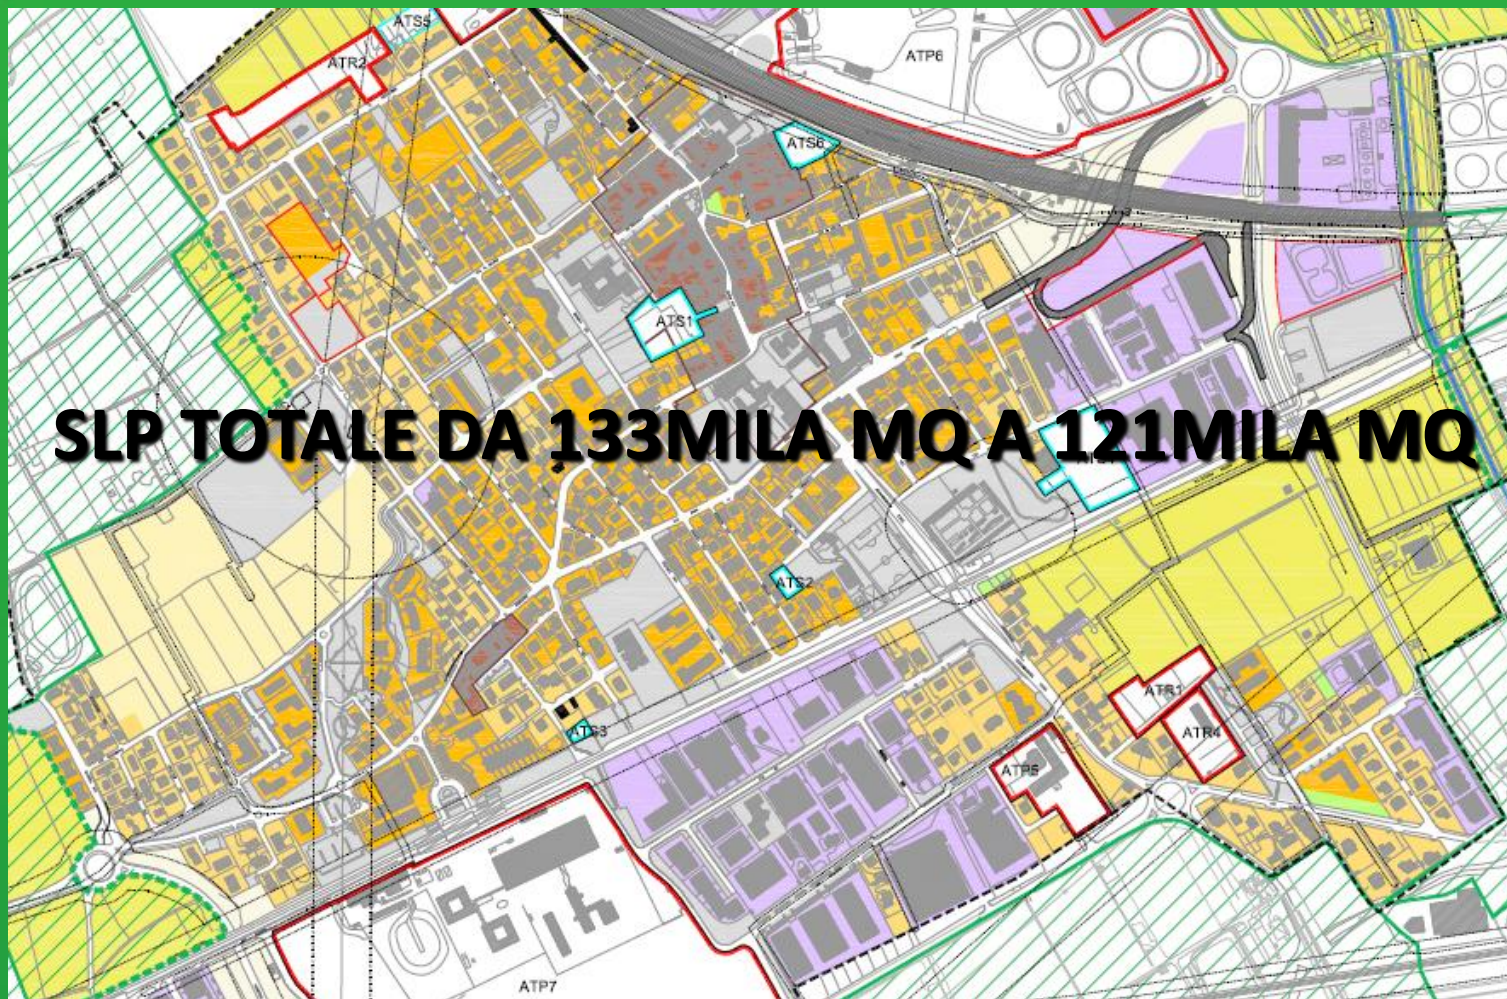 ATS5
ATR2
ATP6
ATS6
ATS1
SLP TOTALE DA 133MILA MQ A 121MILA MQ
ATS2
ATR1
ATS3
ATR4
ATP5
ATP7